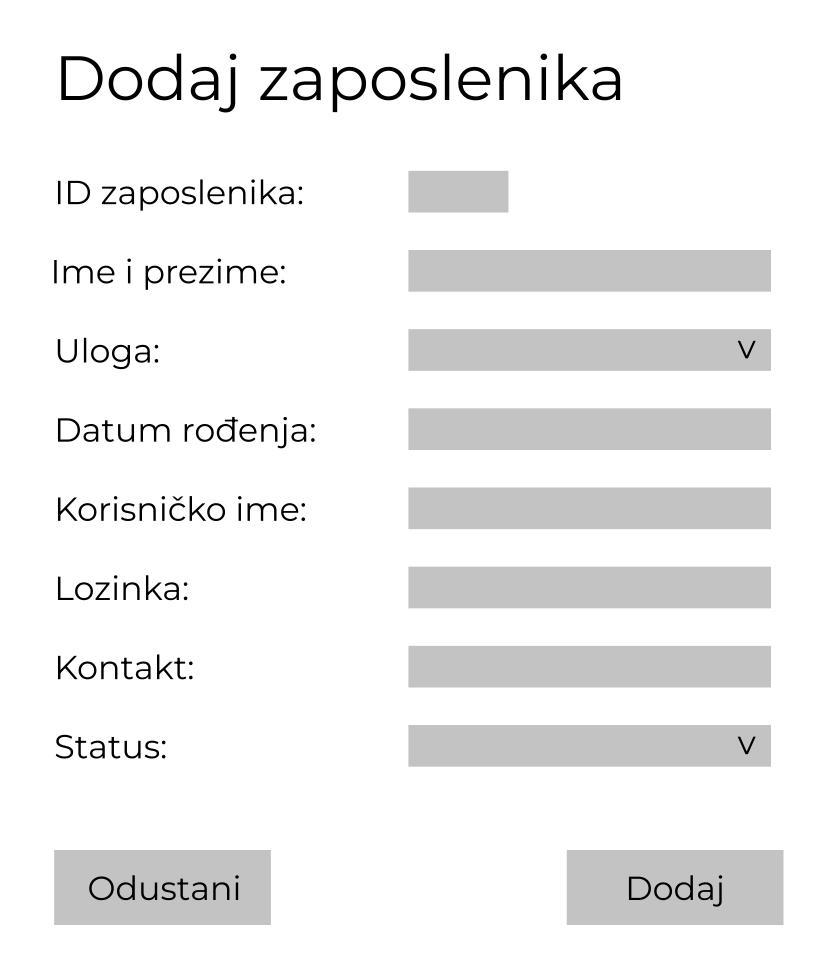 Dodaj zaposlenika
ID zaposlenika:
Ime i prezime:
Uloga: V
Datum rođenja:
Korisničko ime:
Lozinka:
Kontakt:
Status: V
Odustani Dodaj